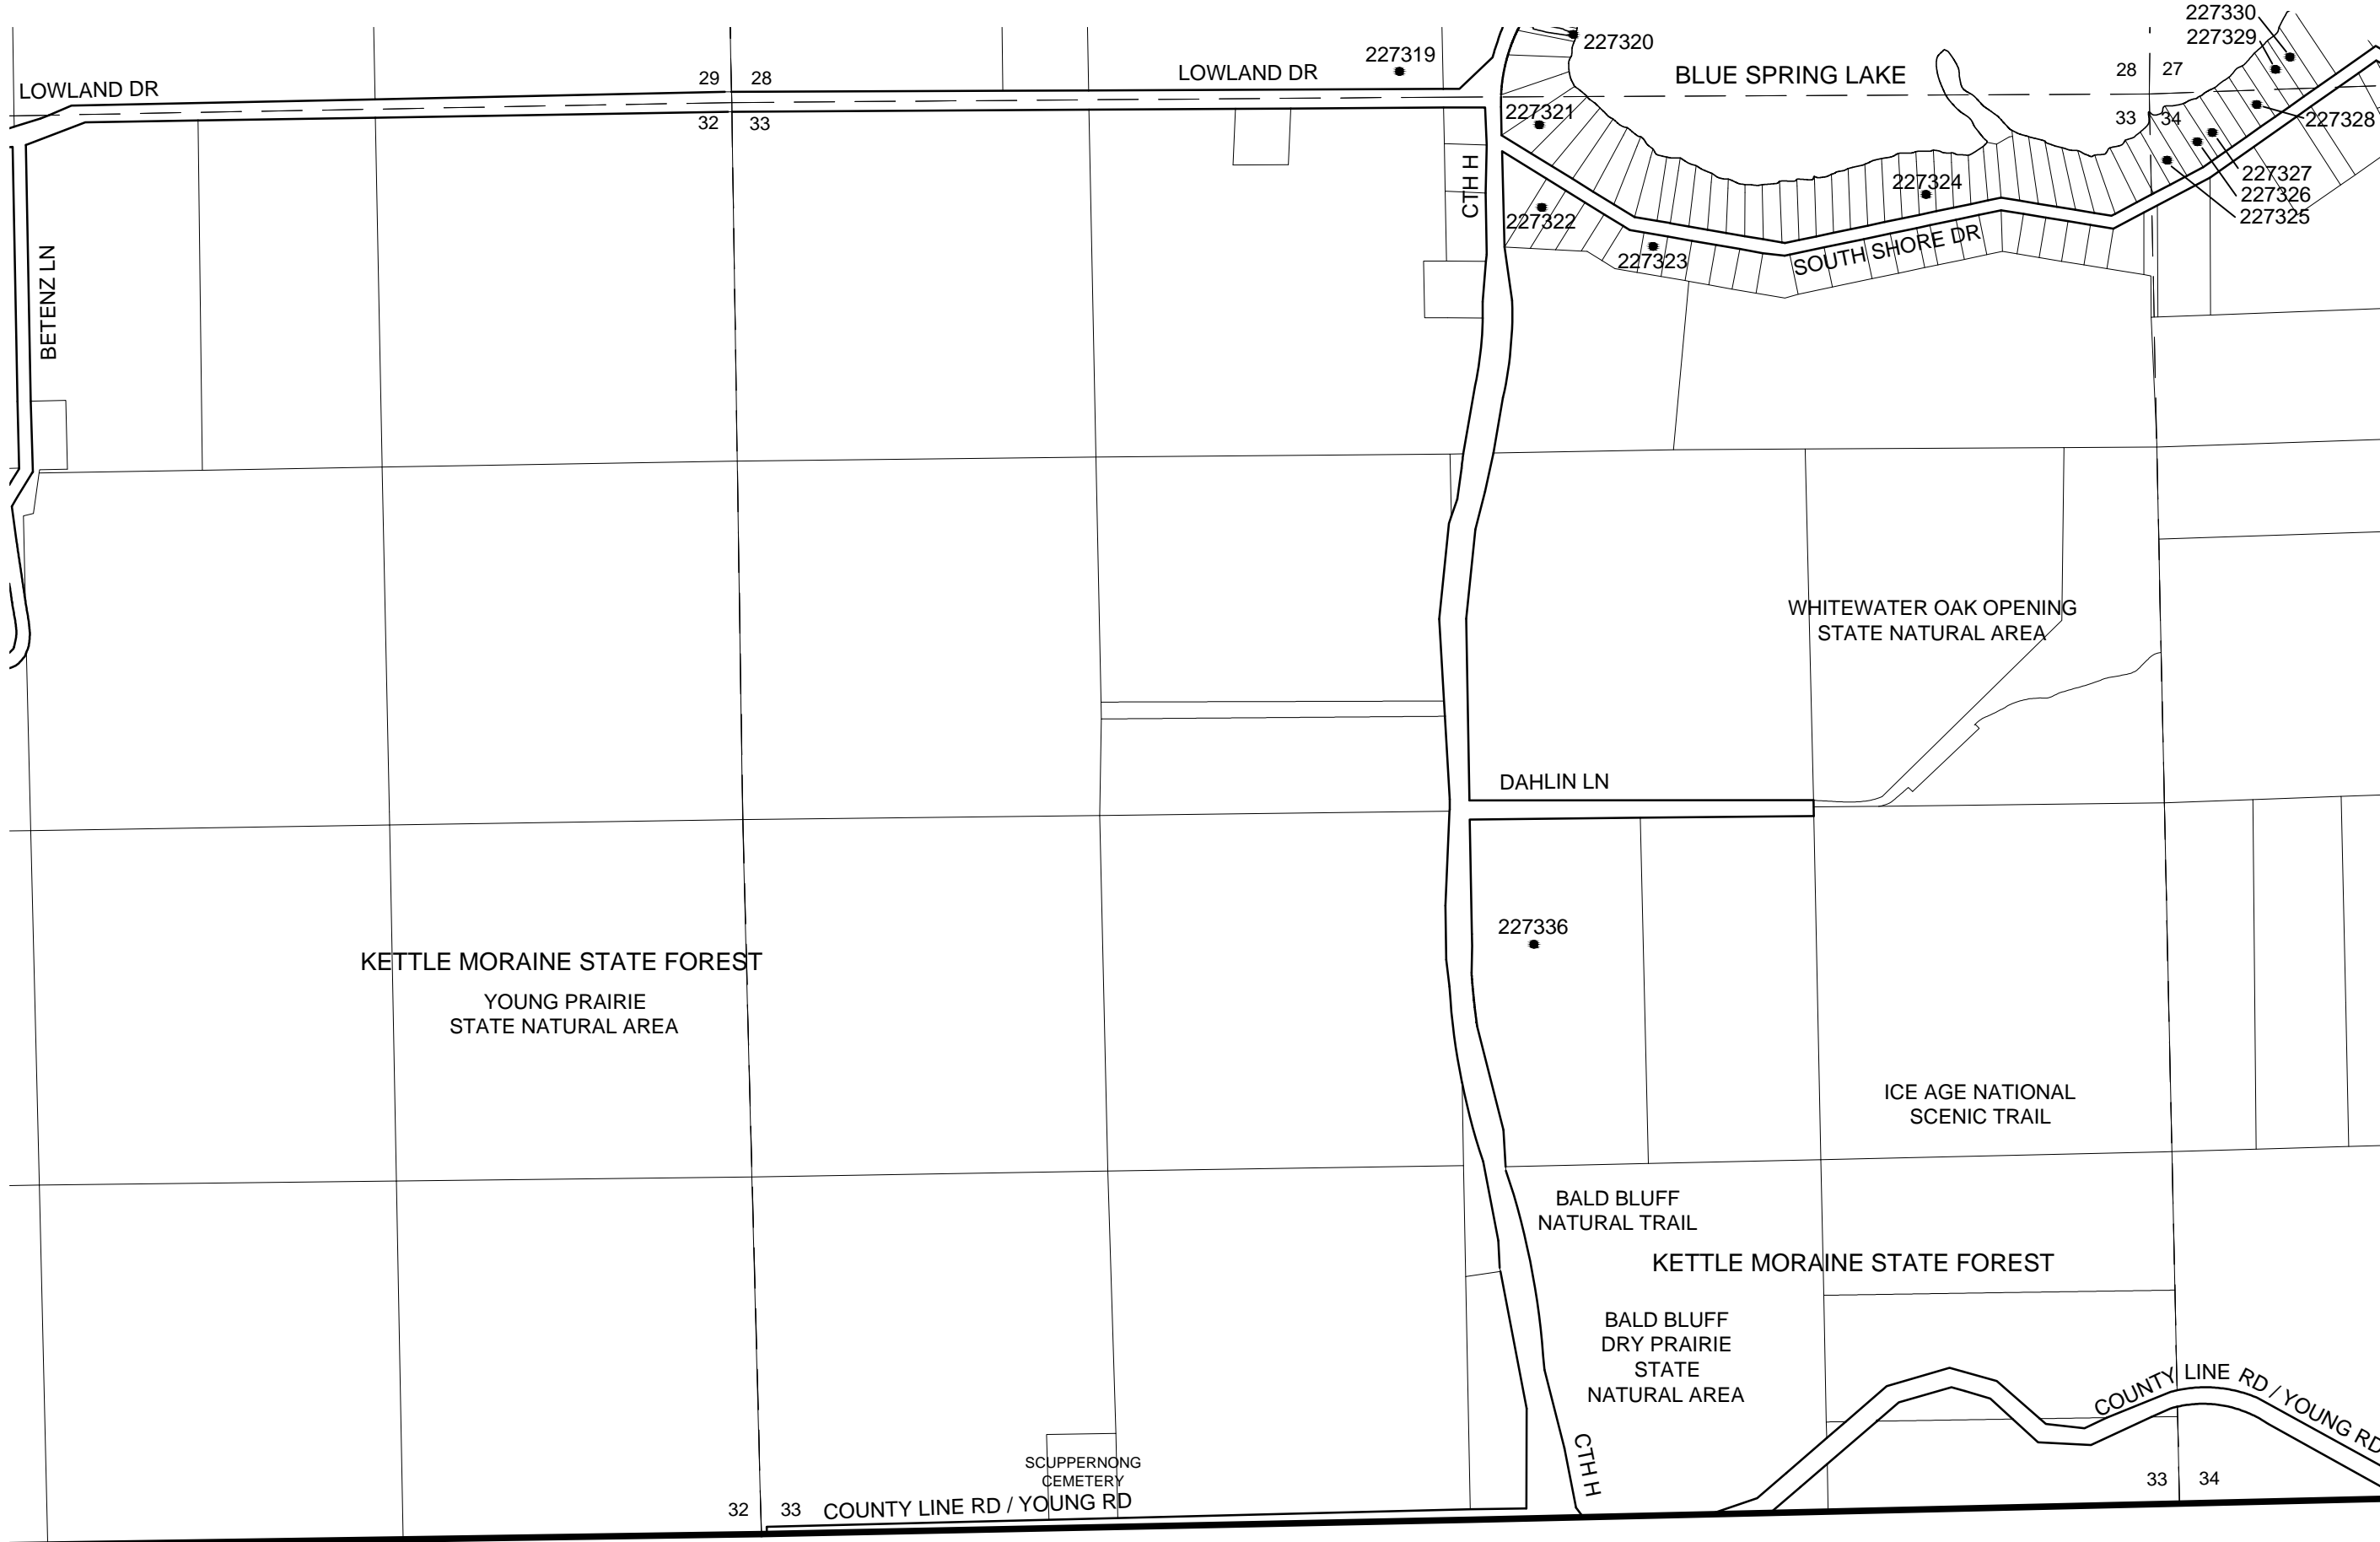 227330
227329
227320
227319
LOWLAND DR
BLUE SPRING LAKE
28 27
29 28
LOWLAND DR
227321
33 34
227328
32 33
CTH H
227327
227324
227326
227325
227322
SOUTH SHORE DR
227323
BETENZ LN
WHITEWATER OAK OPENING
STATE NATURAL AREA
DAHLIN LN
227336
KETTLE MORAINE STATE FOREST
YOUNG PRAIRIE
STATE NATURAL AREA
ICE AGE NATIONAL
SCENIC TRAIL
BALD BLUFF
NATURAL TRAIL
KETTLE MORAINE STATE FOREST
BALD BLUFF
DRY PRAIRIE
STATE
NATURAL AREA
COUNTY LINE RD / YOUNG RD
CTH H
SCUPPERNONG
CEMETERY
33 34
32 33
COUNTY LINE RD / YOUNG RD